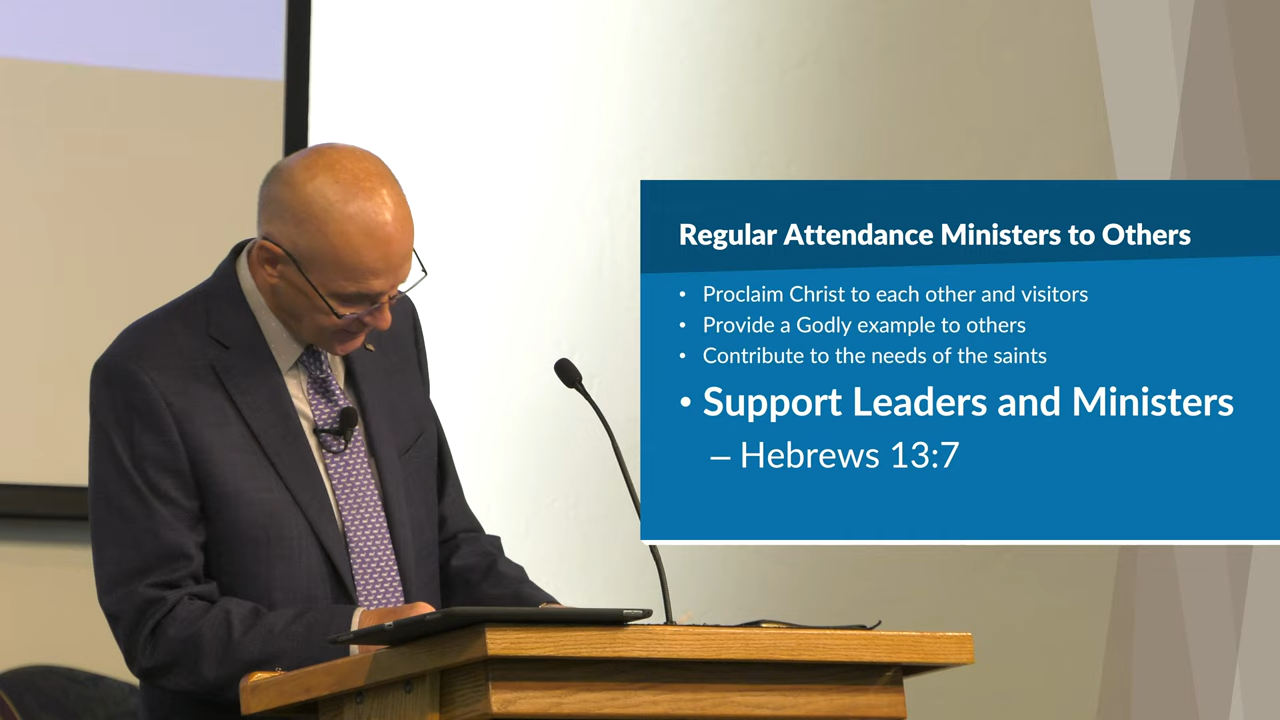 Regular Attendance Ministers to Others
• Proclaim Christ to each other and visitors
• Provide a Godly example to others
• Contribute to the needs of the saints
• Support Leaders and Ministers
– Hebrews 13:7